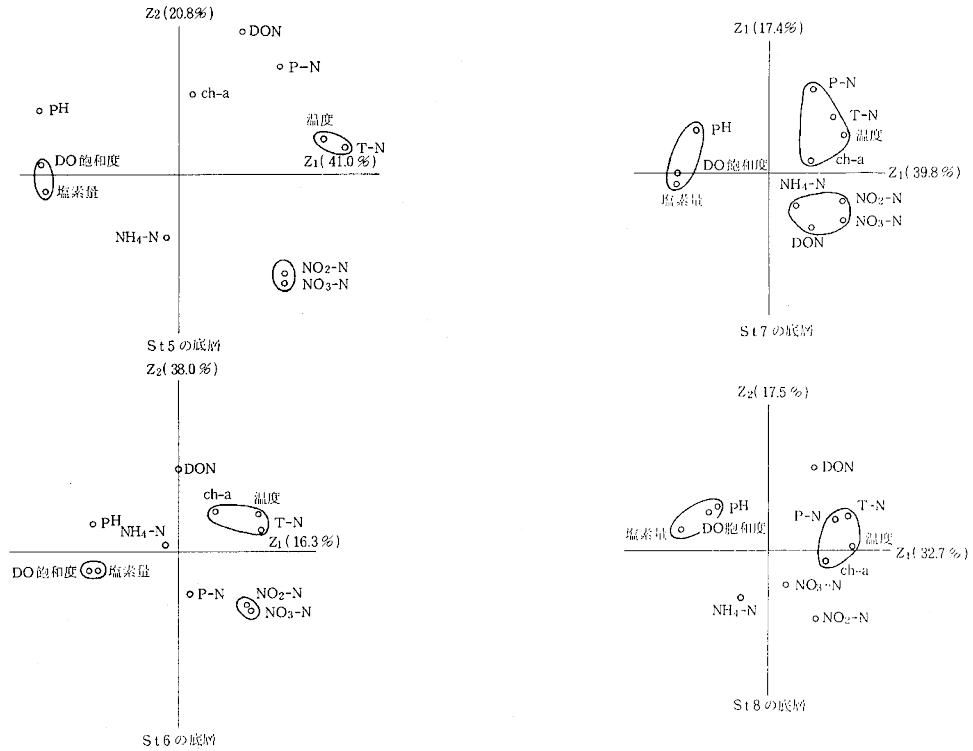 Z2(20.8%)
DON
P-N
ch-a
PH
温度
T-N
Z1(41.0%)
DO飽和度
塩素量
NH4-N
NO2-N
NO3-N
St5の底層
Z1(17.4%)
P-N
T-N
温度
ch-a
PH
DO飽和度
塩素量
Z1(39.8%)
NH4-N
NO2-N
NO3-N
DON
St7の底層
Z2(38.0%)
DON
ch-a
温度
T-N
PH
NH4-N
Z1(16.3%)
DO飽和度
塩素量
P-N
NO2-N
NO3-N
St6の底層
Z2(17.5%)
DON
PH
T-N
P-N
塩素量
DO胞和度
温度
Z1(32.7%)
ch-a
NO3-N
NH4-N
NO2-N
St8の底層